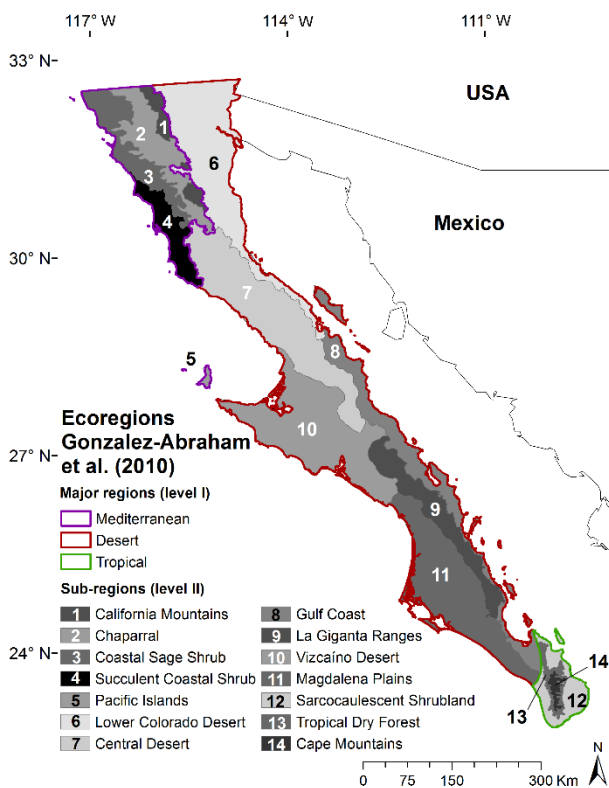 117° W 114° W 111° W
33° N
USA
1
2
6
3
Mexico
4
30° N
7
5
8
10
Ecoregions
Gonzalez-Abraham
et al. (2010)
27° N
Major regions (level I)
Mediterranean
Desert
Tropical
9
11
Sub-regions (level II)
1 California Mountains
2 Chaparral
3 Coastal Sage Shrub
4 Succulent Coastal Shrub
5 Pacific Islands
6 Lower Colorado Desert
7 Central Desert
8 Gulf Coast
9 La Giganta Ranges
10 Vizcaíno Desert
11 Magdalena Plains
12 Sarcocaulescent Shrubland
13 Tropical Dry Forest
14 Cape Mountains
24° N
14
12
13
0 75 150 300 Km
N